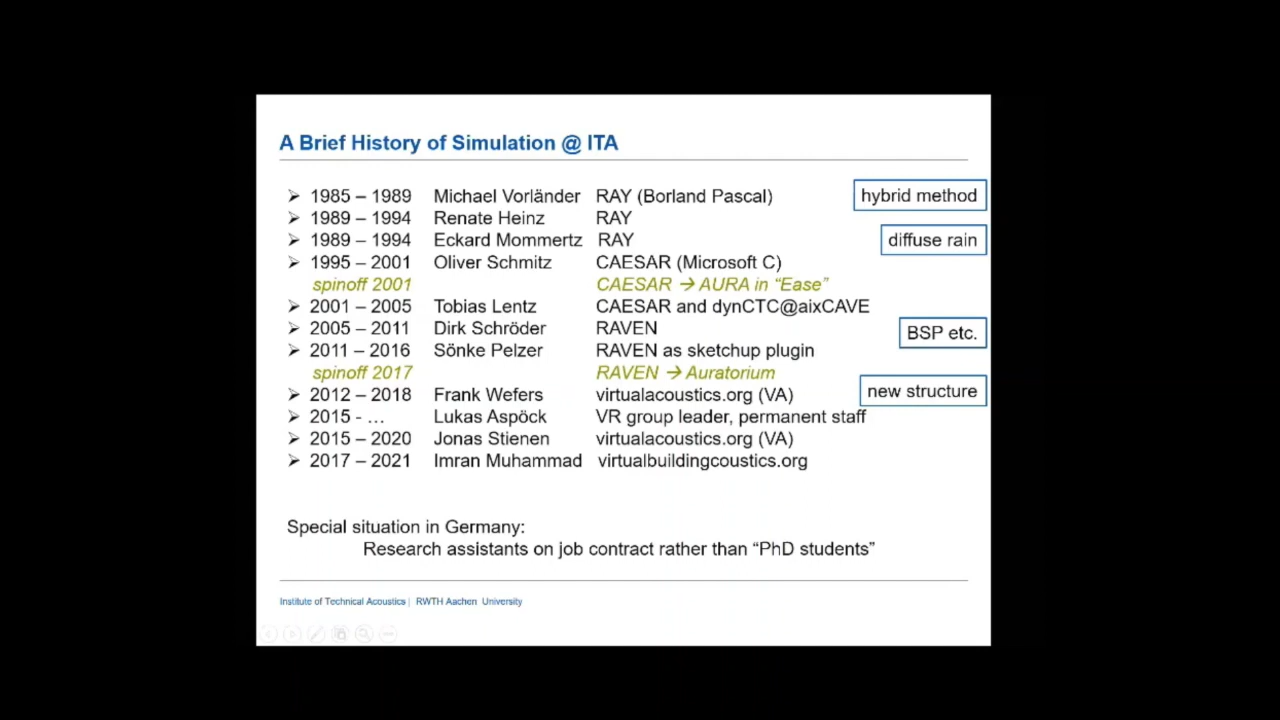 A Brief History of Simulation @ ITA
➢ 1985 – 1989 Michael Vorländer RAY (Borland Pascal) hybrid method
➢ 1989 – 1994 Renate Heinz RAY
➢ 1989 – 1994 Eckard Mommertz RAY diffuse rain
➢ 1995 – 2001 Oliver Schmitz CAESAR (Microsoft C)
spinoff 2001 CAESAR → AURA in “Ease”
➢ 2001 – 2005 Tobias Lentz CAESAR and dynCTC@aixCAVE
➢ 2005 – 2011 Dirk Schröder RAVEN BSP etc.
➢ 2011 – 2016 Sönke Pelzer RAVEN as sketchup plugin
spinoff 2017 RAVEN → Auratorium
➢ 2012 – 2018 Frank Wefers virtualacoustics.org (VA) new structure
➢ 2015 - … Lukas Aspöck VR group leader, permanent staff
➢ 2015 – 2020 Jonas Stienen virtualacoustics.org (VA)
➢ 2017 – 2021 Imran Muhammad virtualbuildingcoustics.org
Special situation in Germany:
Research assistants on job contract rather than “PhD students”
Institute of Technical Acoustics | RWTH Aachen University